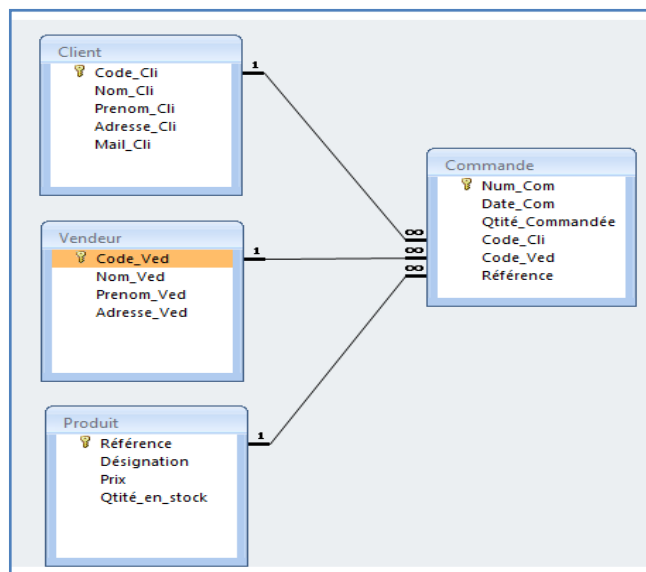 Client
Code_Cli
Nom_Cli
Prenom_Cli
Adresse_Cli
Mail_Cli
1
Vendeur
Code_Ved
Nom_Ved
Prenom_Ved
Adresse_Ved
1
Produit
Référence
Désignation
Prix
Qtité_en_stock
1
Commande
Num_Com
Date_Com
Qtité_Commandée
Code_Cli
Code_Ved
Référence
∞
∞
∞